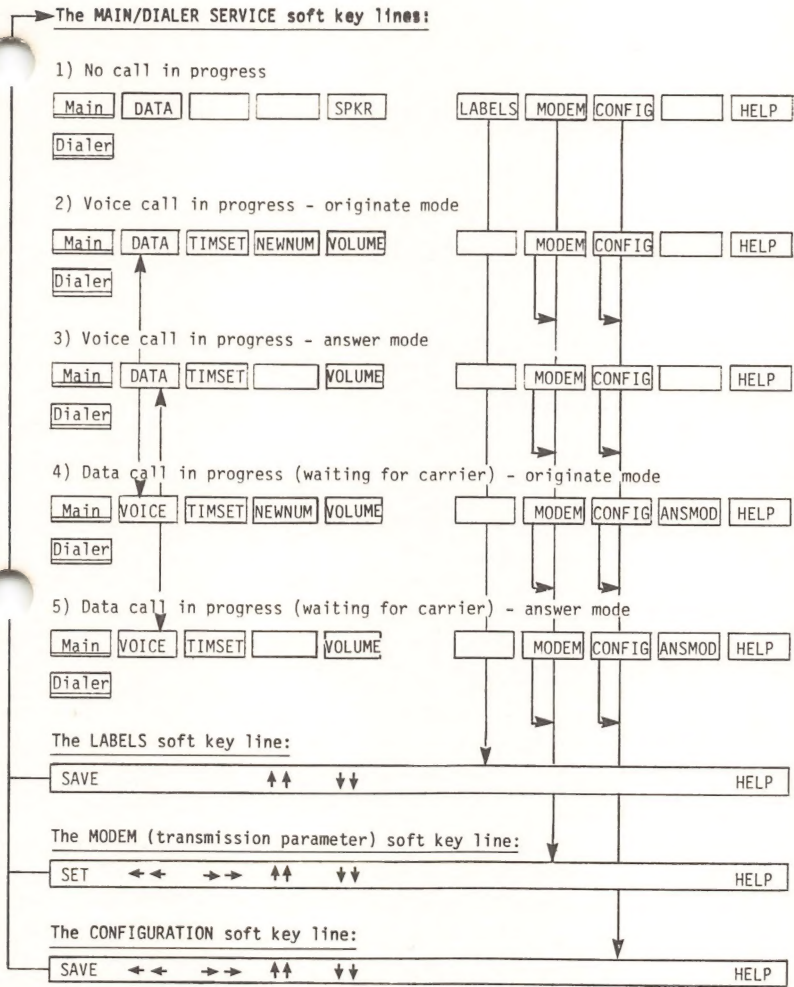 The MAIN/DIALER SERVICE soft key lines:
1) No call in progress
Main DATA SPKR LABELS MODEM CONFIG HELP
Dialer
2) Voice call in progress - originate mode
Main DATA TIMSET NEWNUM VOLUME MODEM CONFIG HELP
Dialer
3) Voice call in progress - answer mode
Main DATA TIMSET VOLUME MODEM CONFIG HELP
Dialer
4) Data call in progress (waiting for carrier) - originate mode
Main VOICE TIMSET NEWNUM VOLUME MODEM CONFIG ANSMOD HELP
Dialer
5) Data call in progress (waiting for carrier) - answer mode
Main VOICE TIMSET VOLUME MODEM CONFIG ANSMOD HELP
Dialer
The LABELS soft key line:
SAVE ↑↑ ↓↓ HELP
The MODEM (transmission parameter) soft key line:
SET ←← →→ ↑↑ ↓↓ HELP
The CONFIGURATION soft key line:
SAVE ←← →→ ↑↑ ↓↓ HELP